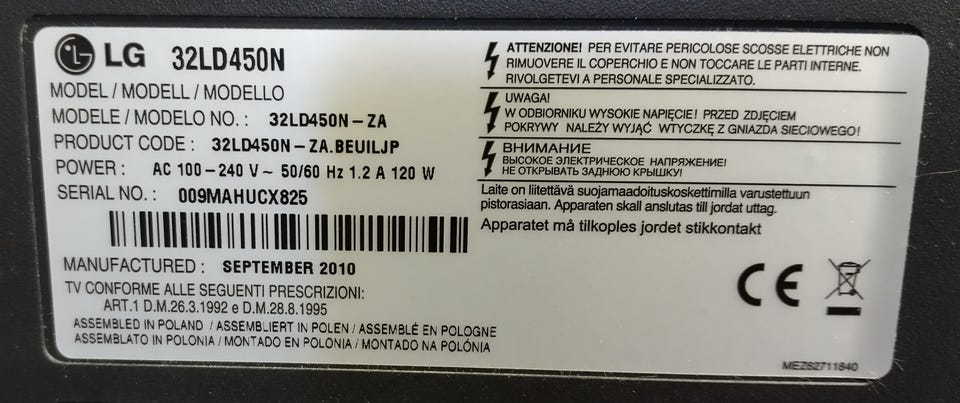 LG 32LD450N
MODEL / MODELL / MODELLO
MODELE / MODELO NO. : 32LD450N-ZA
PRODUCT CODE : 32LD450N-ZA.BEUILJP
POWER : AC 100-240 V~ 50/60 Hz 1.2 A 120 W
SERIAL NO. : 009MAHUCX825
MANUFACTURED : SEPTEMBER 2010
TV CONFORME ALLE SEGUENTI PRESCRIZIONI:
ART.1 D.M.26.3.1992 e D.M.28.8.1995
ASSEMBLED IN POLAND / ASSEMBLIERT IN POLEN / ASSEMBLÉ EN POLOGNE
ASSEMBLATO IN POLONIA / MONTADO EN POLONIA / MONTADO NA POLÓNIA
ATTENZIONE! PER EVITARE PERICOLOSE SCOSSE ELETTRICHE NON
RIMUOVERE IL COPERCHIO E NON TOCCARE LE PARTI INTERNE.
RIVOLGETEVI A PERSONALE SPECIALIZZATO.
UWAGA!
W ODBIORNIKU WYSOKIE NAPIĘCIE! PRZED ZDJĘCIEM
POKRYWY NALEŻY WYJĄĆ WTYCZKĘ Z GNIAZDA SIECIOWEGO!
ВНИМАНИЕ
ВЫСОКОЕ ЭЛЕКТРИЧЕСКОЕ НАПРЯЖЕНИЕ!
НЕ ОТКРЫВАТЬ ЗАДНЮЮ КРЫШКУ!
Laite on liitettävä suojamaadoituskoskettimilla varustettuun
pistorasiaan. Apparaten skall anslutas till jordat uttag.
Apparatet må tilkoples jordet stikkontakt
CE
MEZ62711840